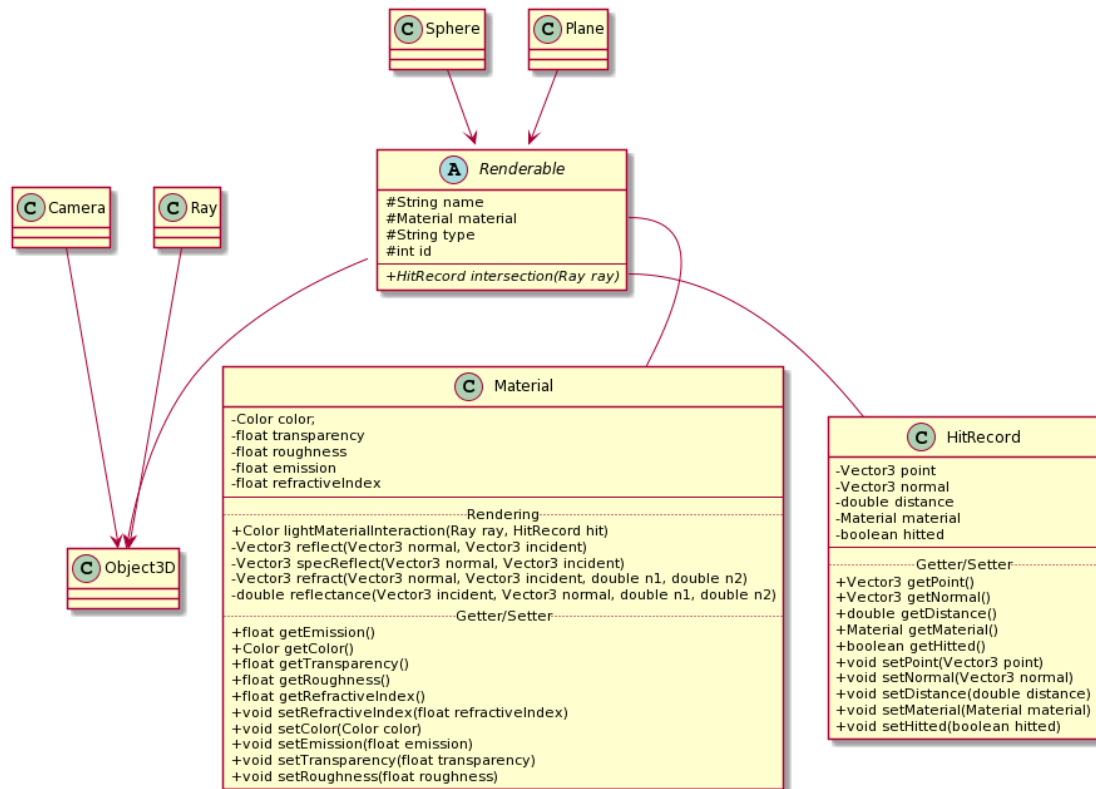 C Sphere
C Plane
A Renderable
#String name
#Material material
#String type
#int id
+HitRecord intersection(Ray ray)
C Camera
C Ray
C Object3D
C Material
-Color color;
-float transparency
-float roughness
-float emission
-float refractiveIndex
Rendering
+Color lightMaterialInteraction(Ray ray, HitRecord hit)
-Vector3 reflect(Vector3 normal, Vector3 incident)
-Vector3 specReflect(Vector3 normal, Vector3 incident)
-Vector3 refract(Vector3 normal, Vector3 incident, double n1, double n2)
-double reflectance(Vector3 incident, Vector3 normal, double n1, double n2)
Getter/Setter
+float getEmission()
+Color getColor()
+float getTransparency()
+float getRoughness()
+float getRefractiveIndex()
+void setRefractiveIndex(float refractiveIndex)
+void setColor(Color color)
+void setEmission(float emission)
+void setTransparency(float transparency)
+void setRoughness(float roughness)
C HitRecord
-Vector3 point
-Vector3 normal
-double distance
-Material material
-boolean hitted
Getter/Setter
+Vector3 getPoint()
+Vector3 getNormal()
+double getDistance()
+Material getMaterial()
+boolean getHitted()
+void setPoint(Vector3 point)
+void setNormal(Vector3 normal)
+void setDistance(double distance)
+void setMaterial(Material material)
+void setHitted(boolean hitted)